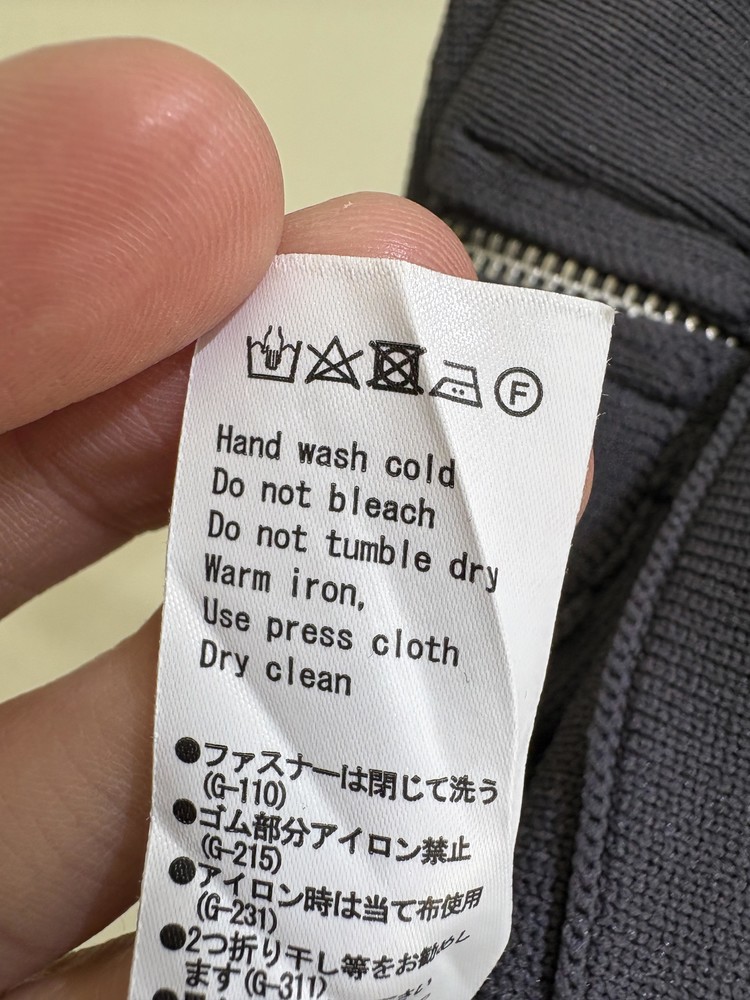 F
Hand wash cold
Do not bleach
Do not tumble dry
Warm iron,
Use press cloth
Dry clean
●ファスナーは閉じて洗う
(G-110)
●ゴム部分アイロン禁止
(G-215)
●アイロン時は当て布使用
(G-231)
●2つ折り干し等をお勧めし
ます(G-311)